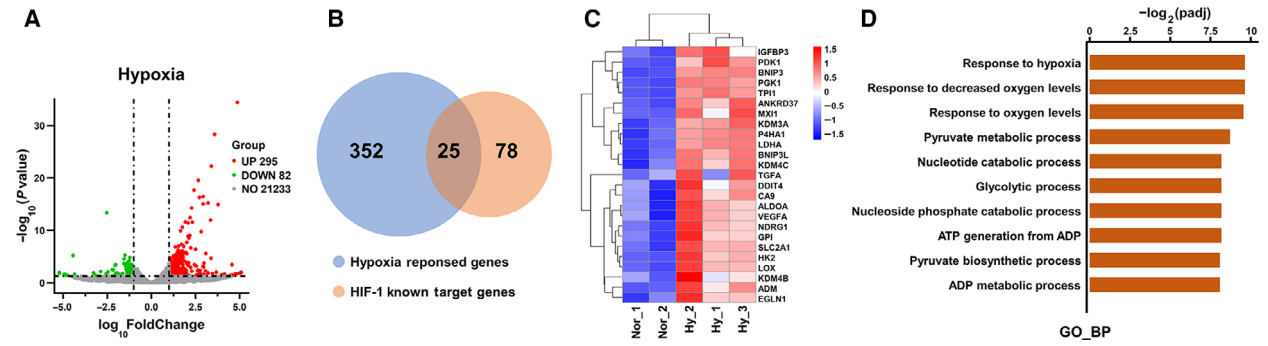 A
Hypoxia
−log10(Pvalue)
30
20
10
0
−5.0
−2.5
0.0
2.5
5.0
log10FoldChange
Group
UP 295
DOWN 82
NO 21233
B
352
25
78
Hypoxia reponsed genes
HIF-1 known target genes
C
IGFBP3
PDK1
BNIP3
PGK1
TPI1
ANKRD37
MXI1
KDM3A
P4HA1
LDHA
BNIP3L
KDM4C
TGFA
DDIT4
CA9
ALDOA
VEGFA
NDRG1
GPI
SLC2A1
HK2
LOX
KDM4B
ADM
EGLN1
Nor_1
Nor_2
Hy_2
Hy_1
Hy_3
1.5
1
0.5
0
−0.5
−1
−1.5
D
−log2(padj)
0
2.5
5
7.5
10
Response to hypoxia
Response to decreased oxygen levels
Response to oxygen levels
Pyruvate metabolic process
Nucleotide catabolic process
Glycolytic process
Nucleoside phosphate catabolic process
ATP generation from ADP
Pyruvate biosynthetic process
ADP metabolic process
GO_BP